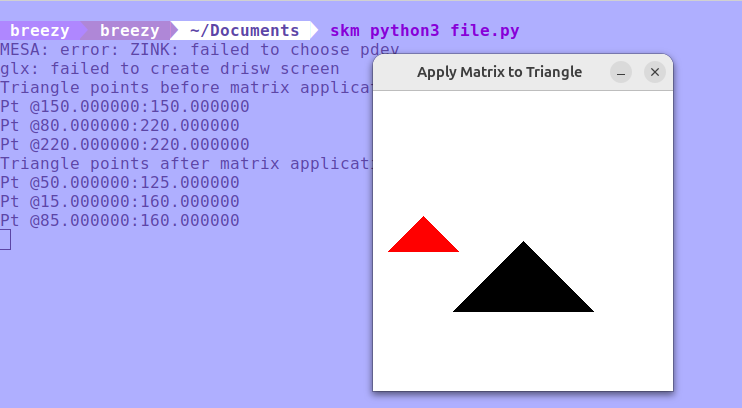 breezy breezy ~/Documents skm python3 file.py
MESA: error: ZINK: failed to choose pdev
glx: failed to create drisw screen
Apply Matrix to Triangle
Triangle points before matrix applicat
Pt @150.000000:150.000000
Pt @80.000000:220.000000
Pt @220.000000:220.000000
Triangle points after matrix applicati
Pt @50.000000:125.000000
Pt @15.000000:160.000000
Pt @85.000000:160.000000